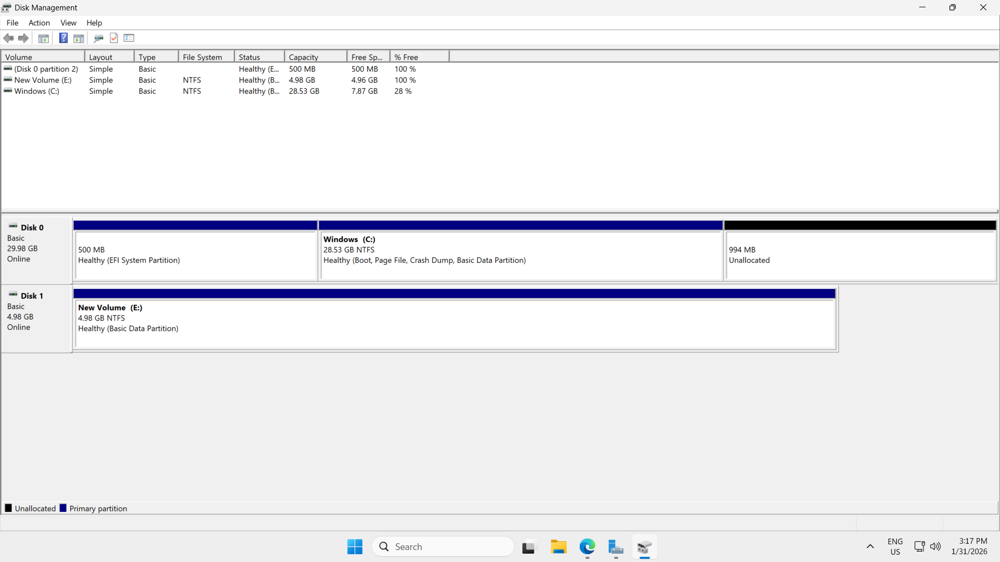 Disk Management
File Action View Help
Volume Layout Type File System Status Capacity Free Sp... % Free
(Disk 0 partition 2) Simple Basic Healthy (E... 500 MB 500 MB 100 %
New Volume (E:) Simple Basic NTFS Healthy (B... 4.98 GB 4.96 GB 100 %
Windows (C:) Simple Basic NTFS Healthy (B... 28.53 GB 7.87 GB 28 %
Disk 0
Basic
29.98 GB
Online
500 MB
Healthy (EFI System Partition)
Windows (C:)
28.53 GB NTFS
Healthy (Boot, Page File, Crash Dump, Basic Data Partition)
994 MB
Unallocated
Disk 1
Basic
4.98 GB
Online
New Volume (E:)
4.98 GB NTFS
Healthy (Basic Data Partition)
Unallocated Primary partition
Search
ENG
US
3:17 PM
1/31/2026